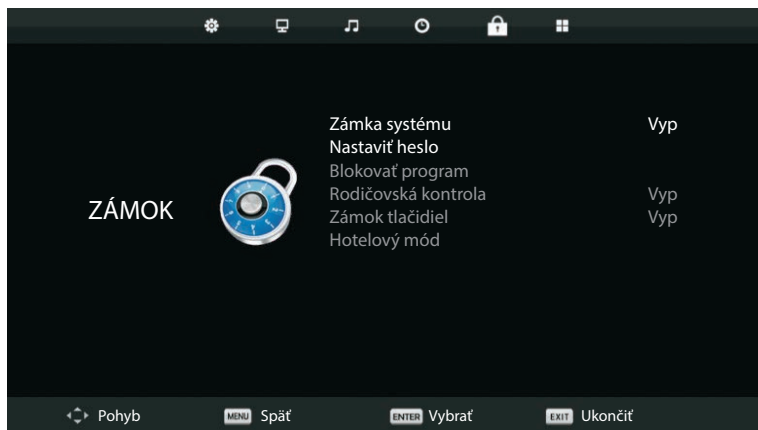 ZÁMOK
Zámka systému Vyp
Nastaviť heslo
Blokovať program
Rodičovská kontrola Vyp
Zámok tlačidiel Vyp
Hotelový mód
Pohyb MENU Späť ENTER Vybrať EXIT Ukončiť